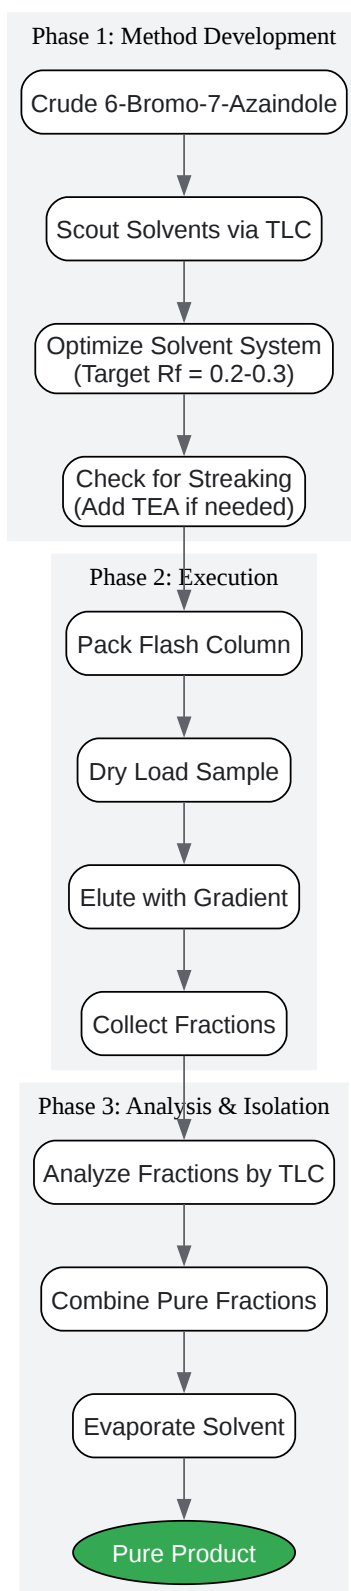 Phase 1: Method Development
Crude 6-Bromo-7-Azaindole
Scout Solvents via TLC
Optimize Solvent System
(Target Rf = 0.2-0.3)
Check for Streaking
(Add TEA if needed)
Phase 2: Execution
Pack Flash Column
Dry Load Sample
Elute with Gradient
Collect Fractions
Phase 3: Analysis & Isolation
Analyze Fractions by TLC
Combine Pure Fractions
Evaporate Solvent
Pure Product